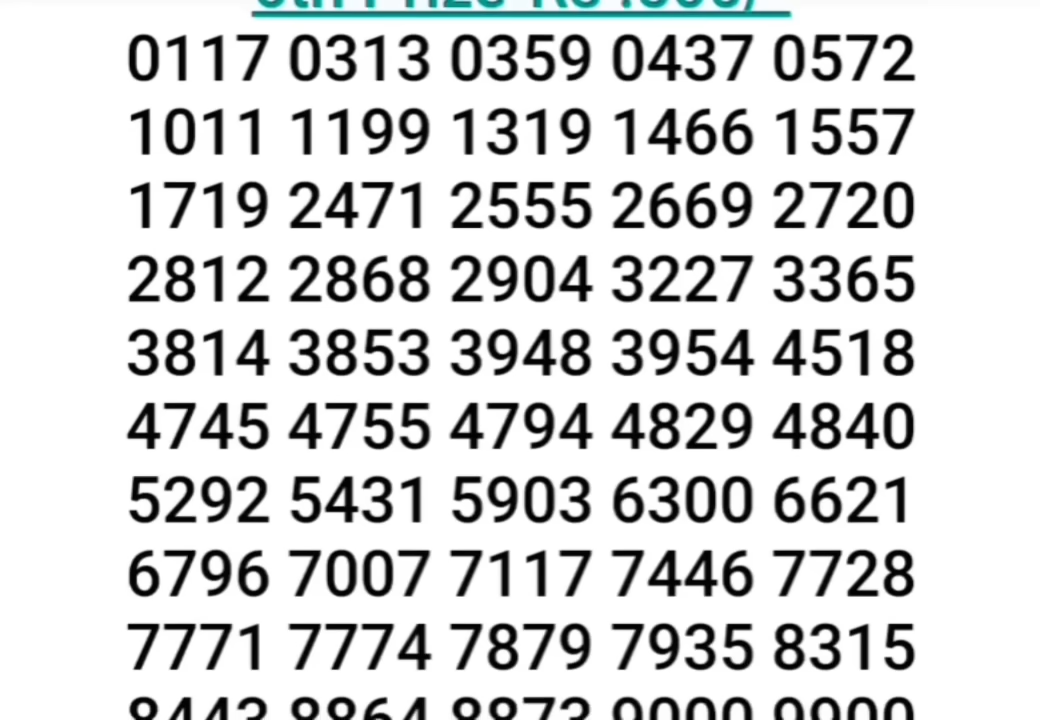 0117 0313 0359 0437 0572
1011 1199 1319 1466 1557
1719 2471 2555 2669 2720
2812 2868 2904 3227 3365
3814 3853 3948 3954 4518
4745 4755 4794 4829 4840
5292 5431 5903 6300 6621
6796 7007 7117 7446 7728
7771 7774 7879 7935 8315